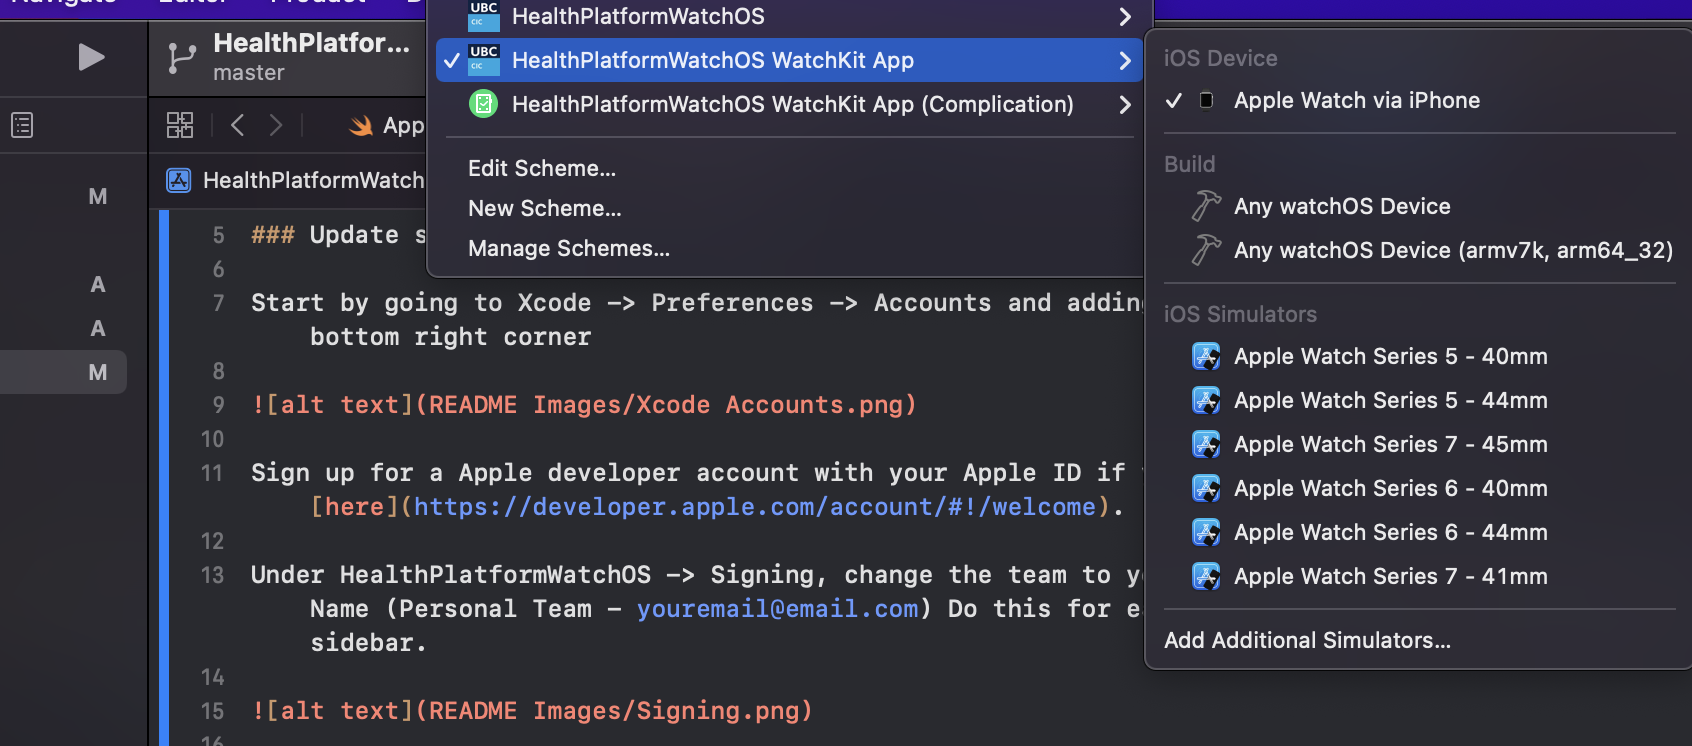 Navigate Editor Product
HealthPlatfor...
master
UBC
CIC
HealthPlatformWatchOS
UBC
CIC
HealthPlatformWatchOS WatchKit App
HealthPlatformWatchOS WatchKit App (Complication)
Edit Scheme...
New Scheme...
Manage Schemes...
iOS Device
Apple Watch via iPhone
Build
Any watchOS Device
Any watchOS Device (armv7k, arm64_32)
iOS Simulators
Apple Watch Series 5 - 40mm
Apple Watch Series 5 - 44mm
Apple Watch Series 7 - 45mm
Apple Watch Series 6 - 40mm
Apple Watch Series 6 - 44mm
Apple Watch Series 7 - 41mm
Add Additional Simulators...
App
HealthPlatformWatch
M
A
A
M
5 ### Update s
6
7 Start by going to Xcode -> Preferences -> Accounts and adding
bottom right corner
8
9 ![alt text](README Images/Xcode Accounts.png)
10
11 Sign up for a Apple developer account with your Apple ID if
[here](https://developer.apple.com/account/#!/welcome).
12
13 Under HealthPlatformWatchOS -> Signing, change the team to y
Name (Personal Team - youremail@email.com) Do this for e
sidebar.
14
15 ![alt text](README Images/Signing.png)
16